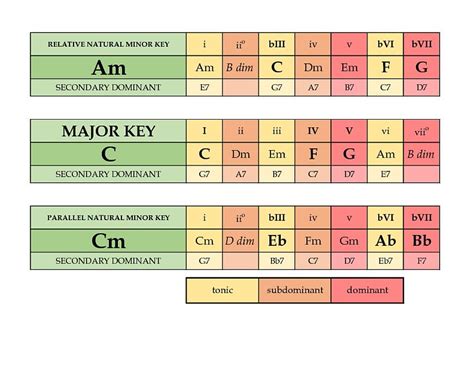 RELATIVE NATURAL MINOR KEY i ii° bIII iv v bVI bVII
Am Am B dim C Dm Em F G
SECONDARY DOMINANT E7 G7 A7 B7 C7 D7
MAJOR KEY I ii iii IV V vi vii°
C C Dm Em F G Am B dim
SECONDARY DOMINANT G7 A7 B7 C7 D7 E7
PARALLEL NATURAL MINOR KEY i ii° bIII iv v bVI bVII
Cm Cm D dim Eb Fm Gm Ab Bb
SECONDARY DOMINANT G7 Bb7 C7 D7 Eb7 F7
tonic subdominant dominant